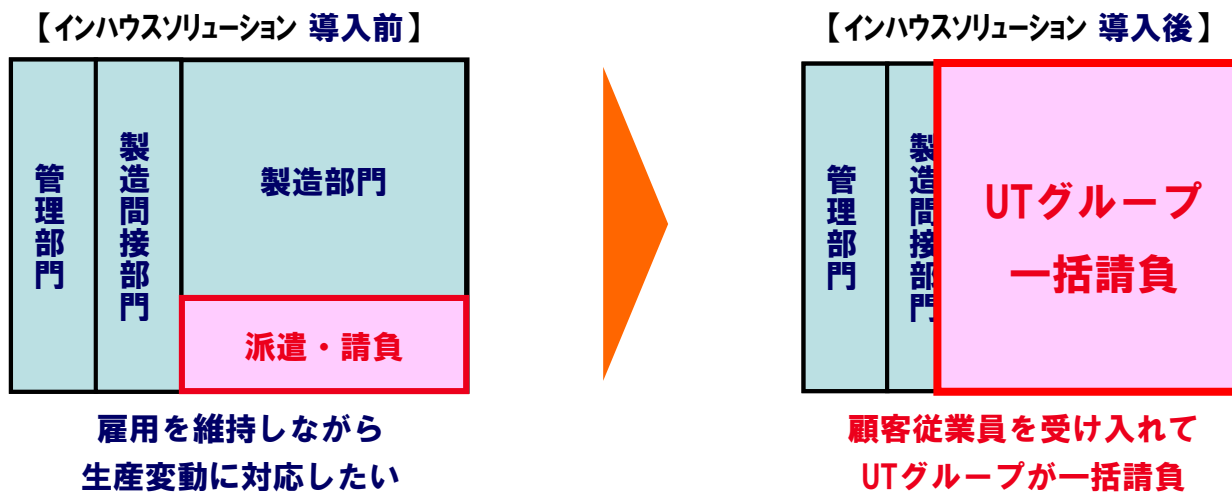 【インハウスソリューション 導入前】
管理部門
製造間接部門
製造部門
派遣・請負
雇用を維持しながら
生産変動に対応したい
【インハウスソリューション 導入後】
管理部門
製造間接部門
UTグループ
一括請負
顧客従業員を受け入れて
UTグループが一括請負